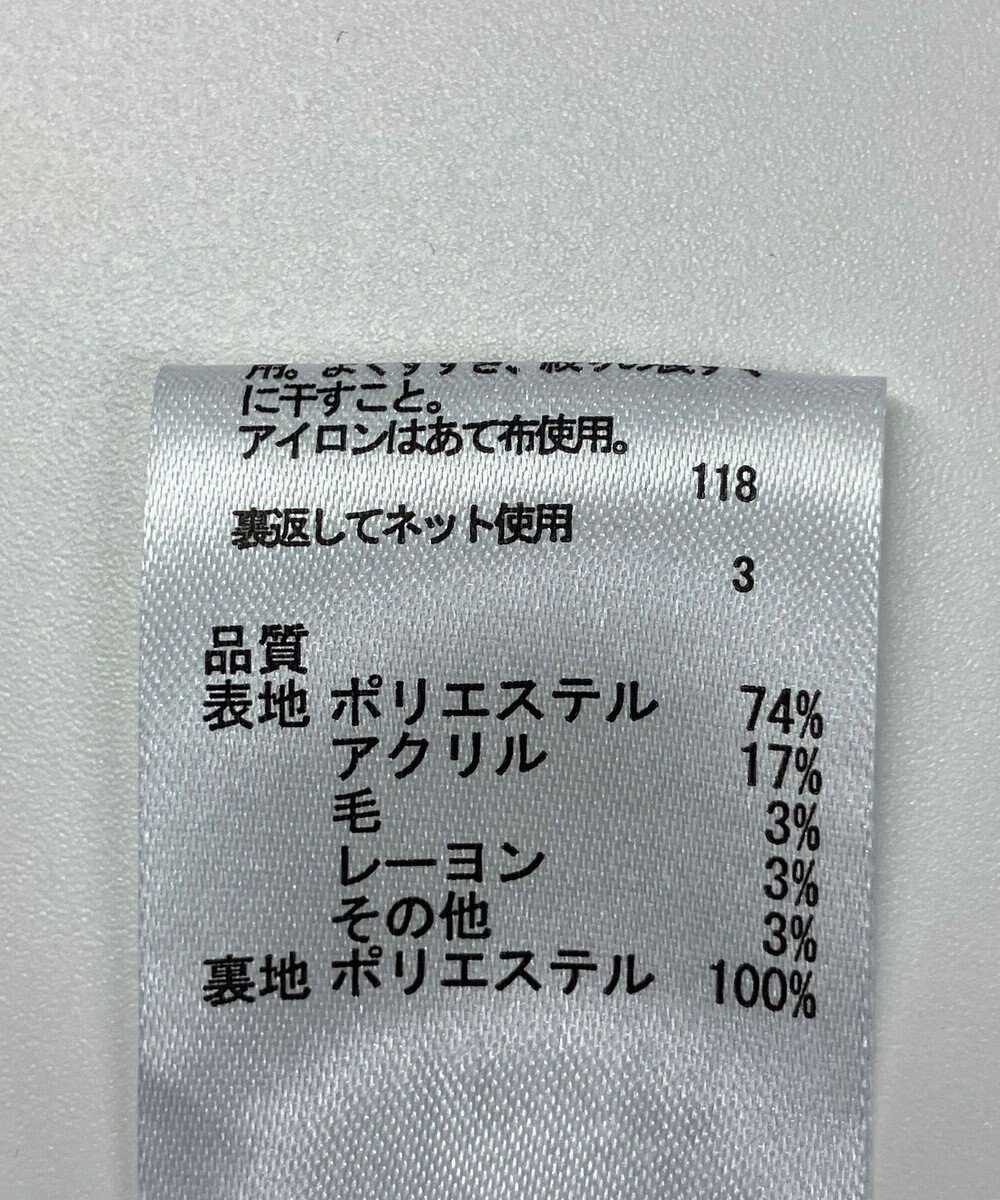 に干すこと。
アイロンはあて布使用。
118
裏返してネット使用
3
品質
表地 ポリエステル 74%
アクリル 17%
毛 3%
レーヨン 3%
その他 3%
裏地 ポリエステル 100%